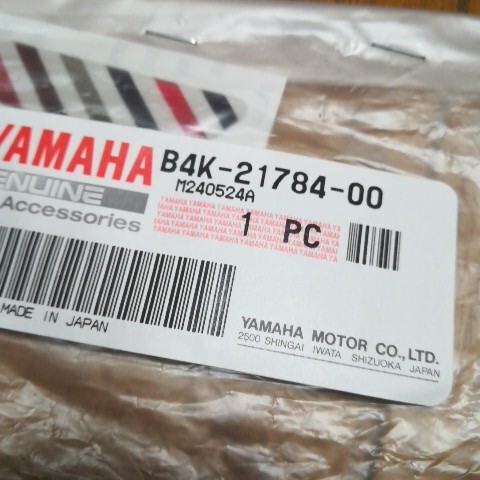 YAMAHA B4K-21784-00
GENUINE M240524A
Accessories 1 PC
MADE IN JAPAN
YAMAHA MOTOR CO.,LTD.
2500 SHINGAI IWATA SHIZUOKA JAPAN